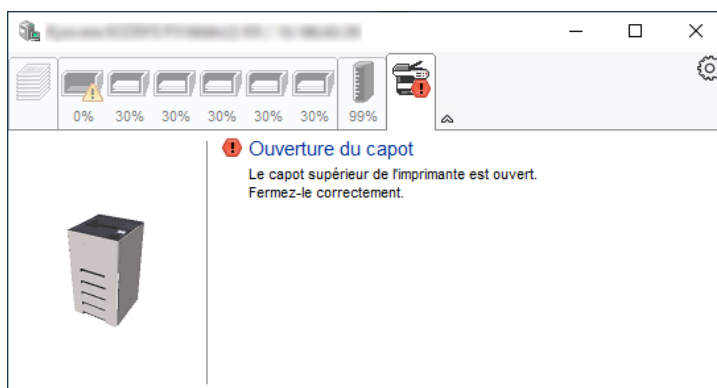 0% 30% 30% 30% 30% 30% 99%
Ouverture du capot
Le capot supérieur de l'imprimante est ouvert.
Fermez-le correctement.